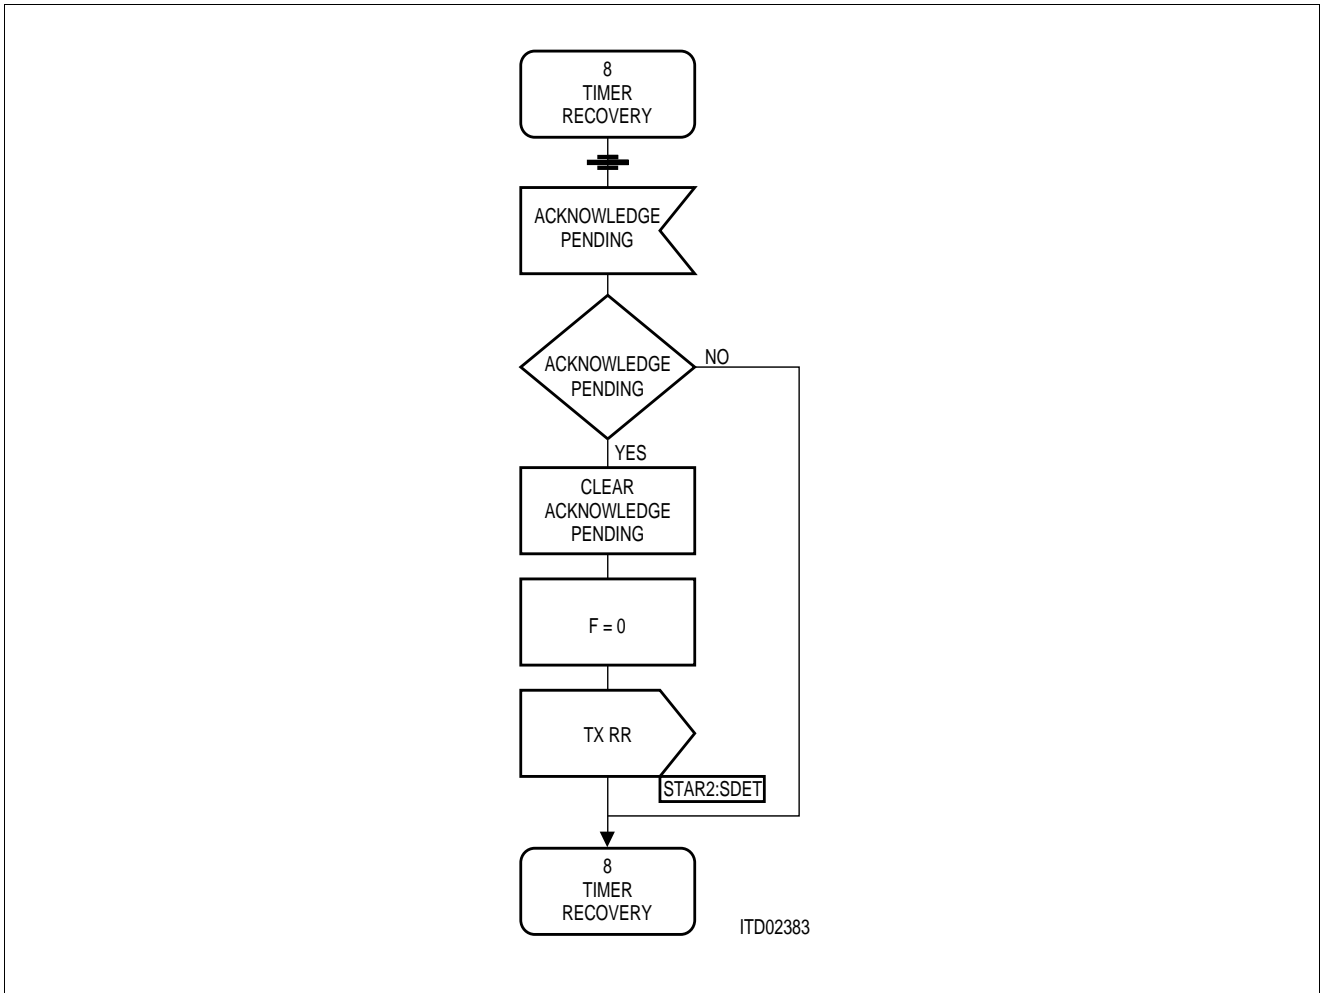 8
TIMER
RECOVERY
ACKNOWLEDGE
PENDING
ACKNOWLEDGE
PENDING
NO
YES
CLEAR
ACKNOWLEDGE
PENDING
F = 0
TX RR
STAR2:SDET
8
TIMER
RECOVERY
ITD02383